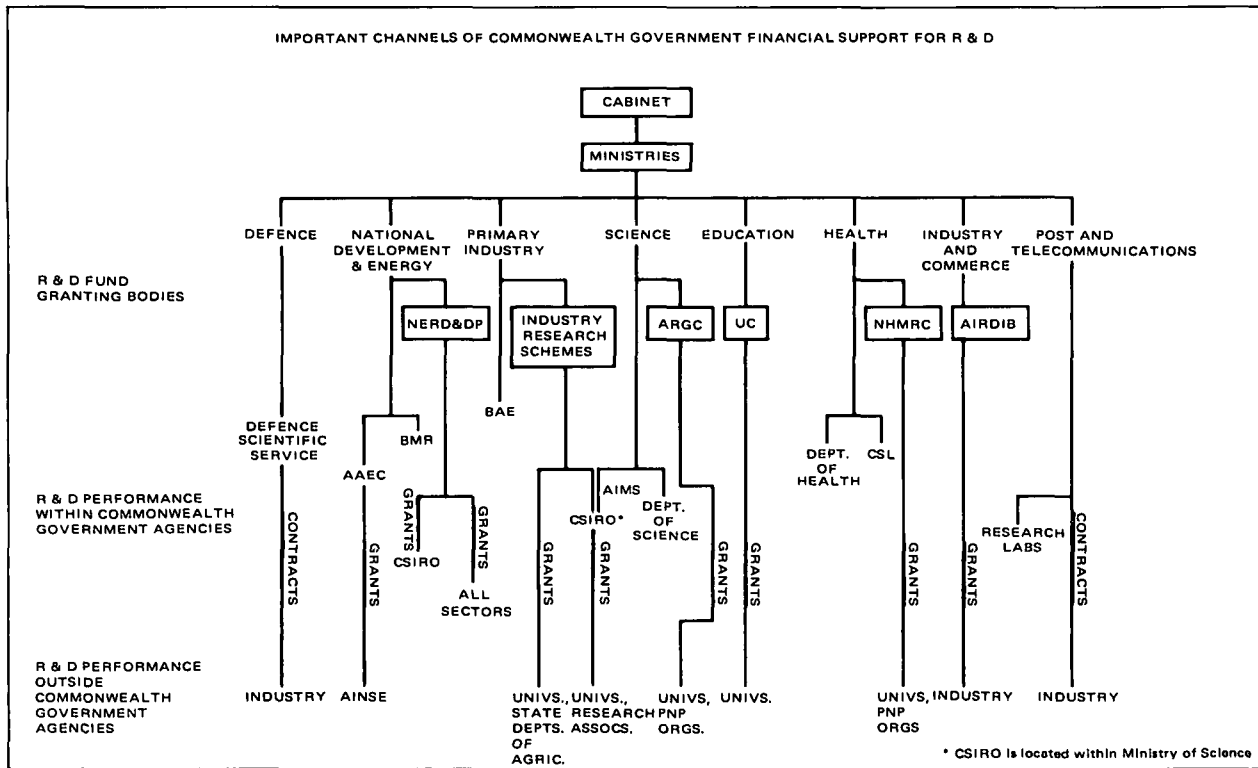 IMPORTANT CHANNELS OF COMMONWEALTH GOVERNMENT FINANCIAL SUPPORT FOR R & D
CABINET
MINISTRIES
DEFENCE
NATIONAL
DEVELOPMENT
& ENERGY
PRIMARY
INDUSTRY
SCIENCE
EDUCATION
HEALTH
INDUSTRY
AND
COMMERCE
POST AND
TELECOMMUNICATIONS
R & D FUND
GRANTING BODIES
NERD&DP
INDUSTRY
RESEARCH
SCHEMES
ARGC
UC
NHMRC
AIRDIB
BAE
DEFENCE
SCIENTIFIC
SERVICE
BMR
DEPT.
OF
HEALTH
CSL
R & D PERFORMANCE
WITHIN COMMONWEALTH
GOVERNMENT AGENCIES
AAEC
AIMS
DEPT.
OF
SCIENCE
CSIRO*
RESEARCH
LABS
CONTRACTS
GRANTS
GRANTS
CSIRO
GRANTS
ALL
SECTORS
GRANTS
GRANTS
GRANTS
GRANTS
GRANTS
GRANTS
CONTRACTS
R & D PERFORMANCE
OUTSIDE
COMMONWEALTH
GOVERNMENT
AGENCIES
INDUSTRY
AINSE
UNIVS.,
STATE
DEPTS.
OF
AGRIC.
UNIVS.,
RESEARCH
ASSOCS.
UNIVS,
PNP
ORGS.
UNIVS.
UNIVS,
PNP
ORGS
INDUSTRY
INDUSTRY
* CSIRO is located within Ministry of Science